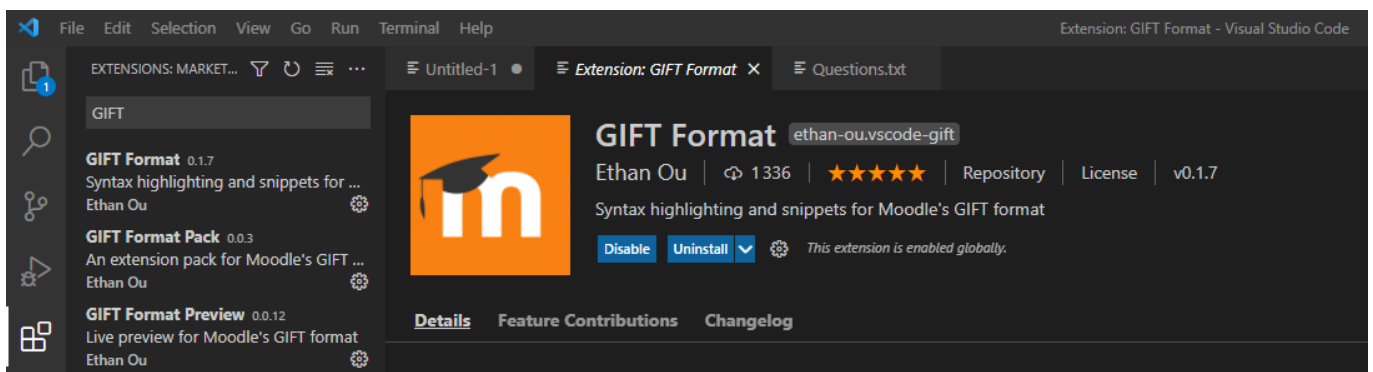 File Edit Selection View Go Run Terminal Help
Extension: GIFT Format - Visual Studio Code
EXTENSIONS: MARKET...
Untitled-1
Extension: GIFT Format
Questions.txt
1
GIFT
GIFT Format 0.1.7
Syntax highlighting and snippets for ...
Ethan Ou
GIFT Format Pack 0.0.3
An extension pack for Moodle's GIFT ...
Ethan Ou
GIFT Format Preview 0.0.12
Live preview for Moodle's GIFT format
Ethan Ou
m
GIFT Format ethan-ou.vscode-gift
Ethan Ou 1336 Repository License v0.1.7
Syntax highlighting and snippets for Moodle's GIFT format
Disable Uninstall This extension is enabled globally.
Details Feature Contributions Changelog